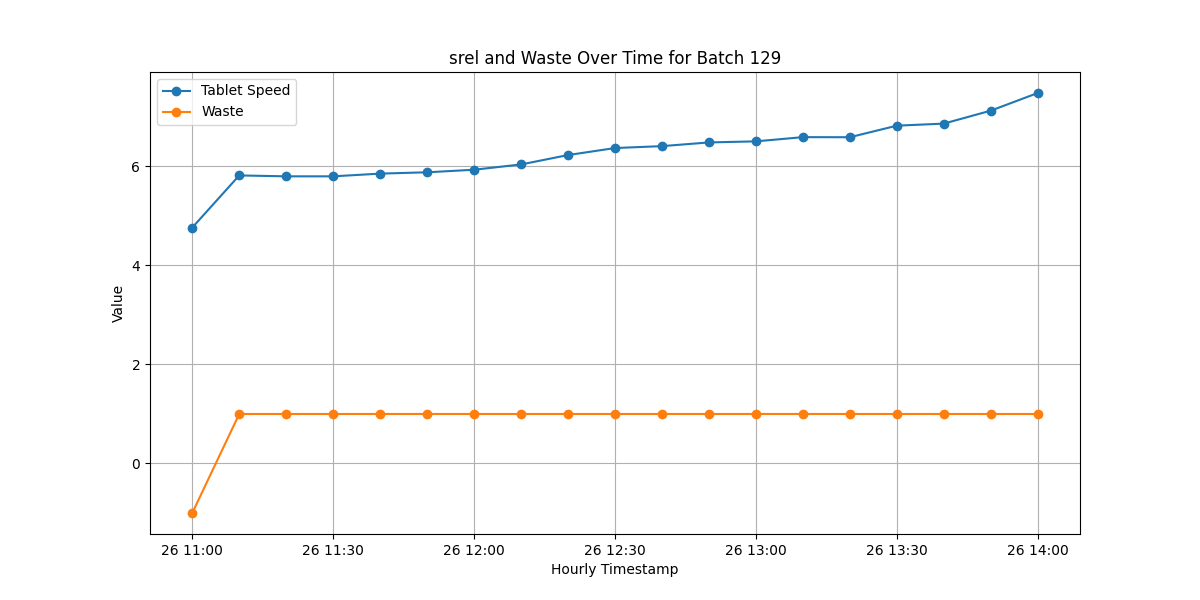 srel and Waste Over Time for Batch 129
Tablet Speed
Waste
6
4
2
0
Value
26 11:00 26 11:30 26 12:00 26 12:30 26 13:00 26 13:30 26 14:00
Hourly Timestamp